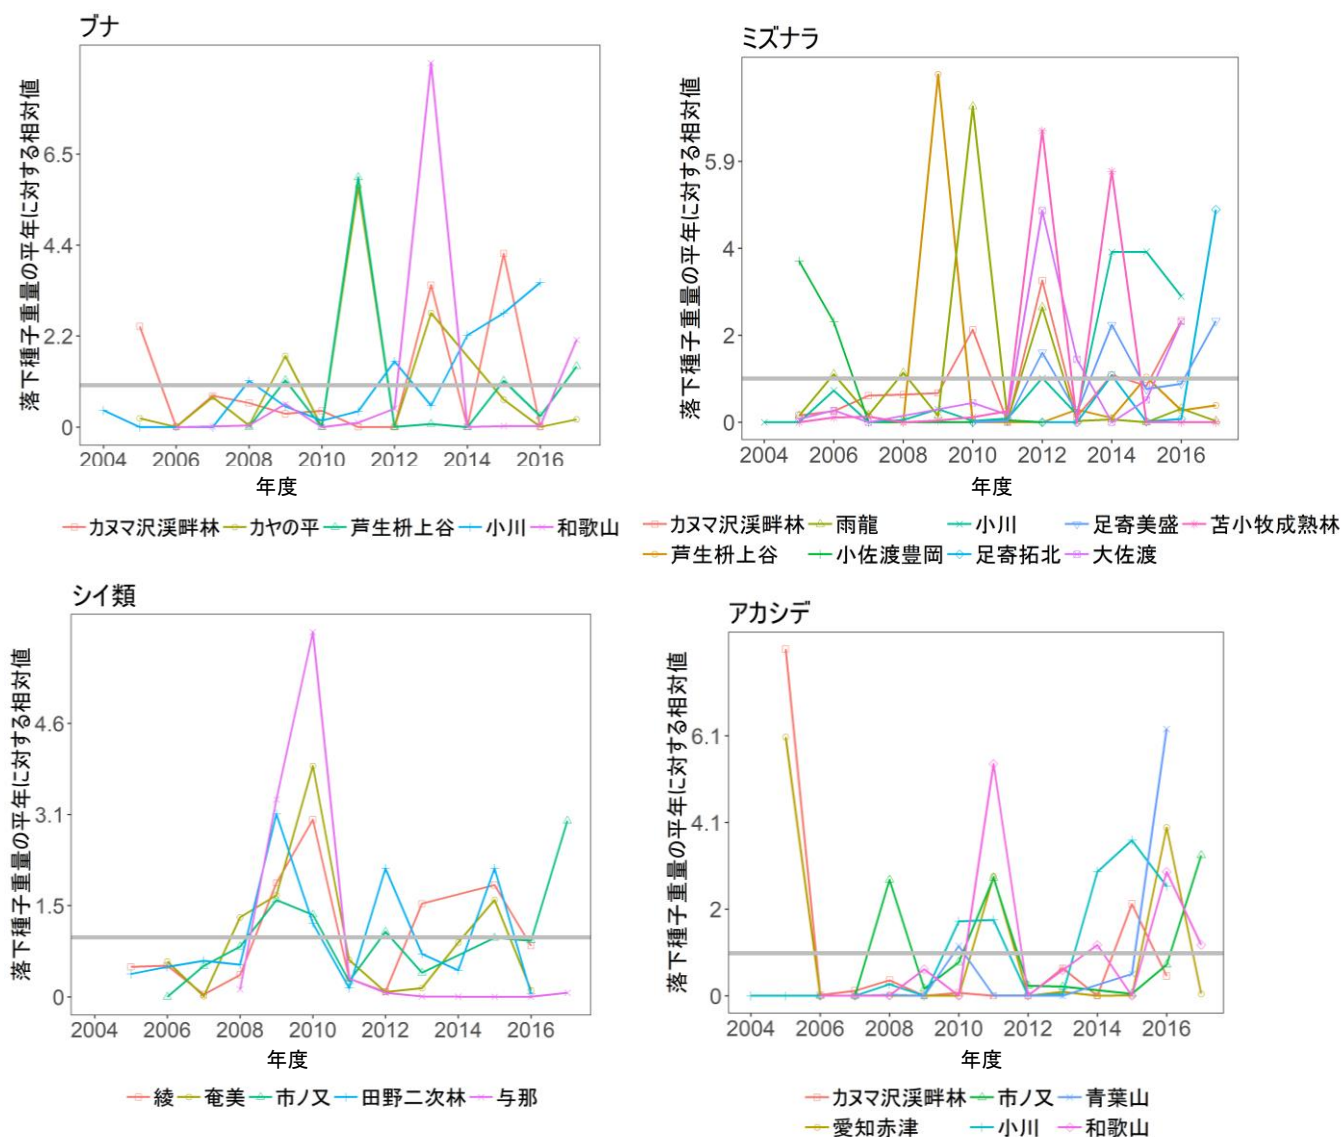 ブナ
落下種子重量の平年に対する相対値
6.5
4.4
2.2
0
2004 2006 2008 2010 2012 2014 2016
年度
カヌマ沢渓畔林 カヤの平 芦生枡上谷 小川 和歌山
ミズナラ
落下種子重量の平年に対する相対値
5.9
4
2
0
2004 2006 2008 2010 2012 2014 2016
年度
カヌマ沢渓畔林 雨龍 小川 足寄美盛 苫小牧成熟林
芦生枡上谷 小佐渡豊岡 足寄拓北 大佐渡
シイ類
落下種子重量の平年に対する相対値
4.6
3.1
1.5
0
2004 2006 2008 2010 2012 2014 2016
年度
綾 奄美 市ノ又 田野二次林 与那
アカシデ
落下種子重量の平年に対する相対値
6.1
4.1
2
0
2004 2006 2008 2010 2012 2014 2016
年度
カヌマ沢渓畔林 市ノ又 青葉山
愛知赤津 小川 和歌山